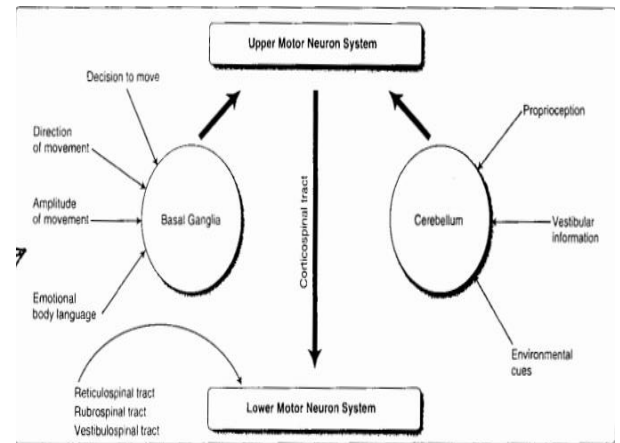 Upper Motor Neuron System
Decision to move
Direction
of movement
Amplitude
of movement
Emotional
body language
Basal Ganglia
Corticospinal tract
Cerebellum
Proprioception
Vestibular
information
Environmental
cues
Reticulospinal tract
Rubrospinal tract
Vestibulospinal tract
Lower Motor Neuron System